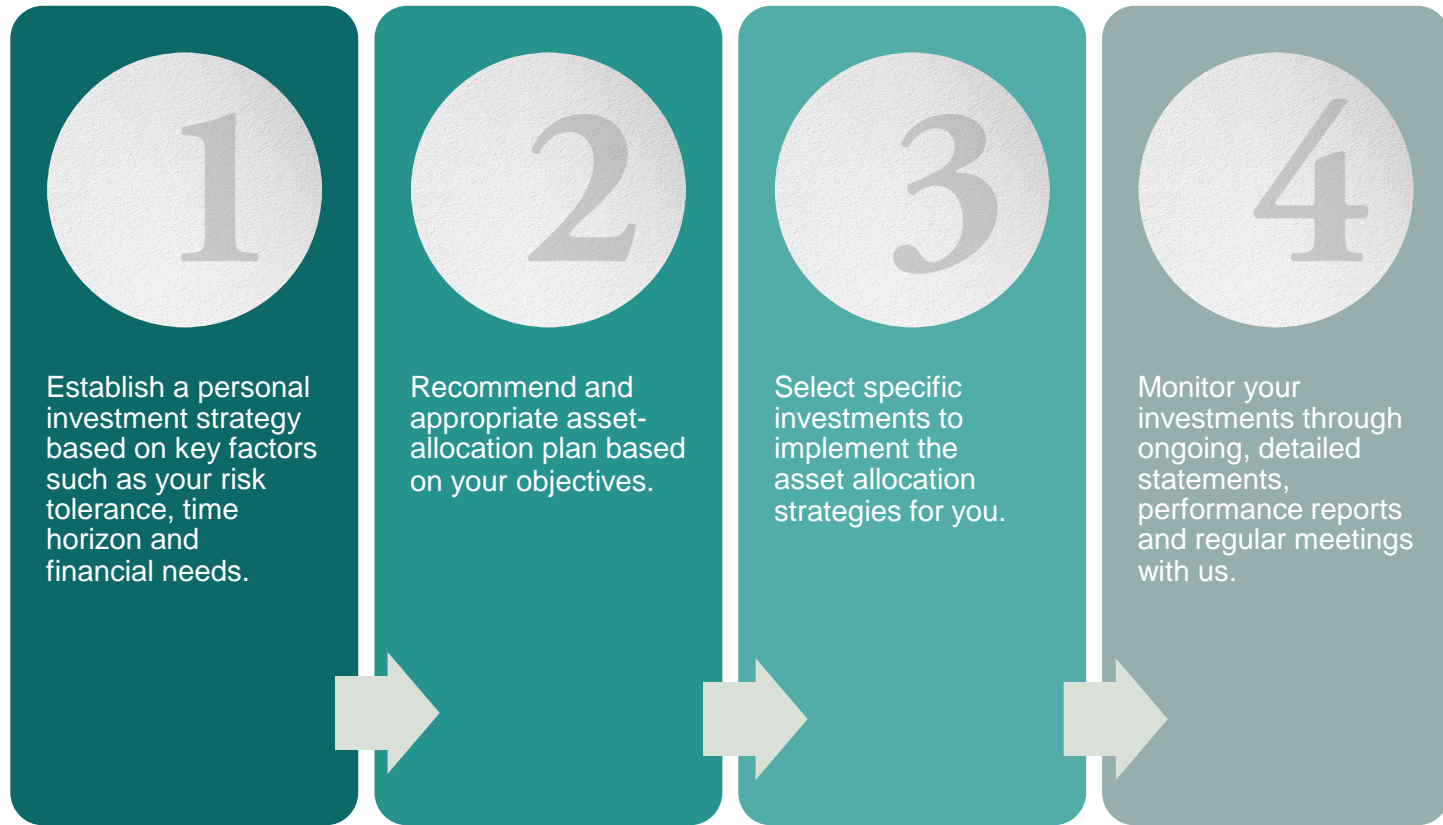 1
Establish a personal
investment strategy
based on key factors
such as your risk
tolerance, time
horizon and
financial needs.
2
Recommend and
appropriate asset-
allocation plan based
on your objectives.
3
Select specific
investments to
implement the
asset allocation
strategies for you.
4
Monitor your
investments through
ongoing, detailed
statements,
performance reports
and regular meetings
with us.